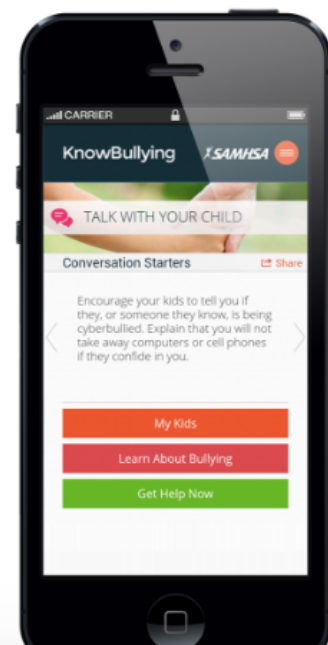 CARRIER
KnowBullying SAMHSA
TALK WITH YOUR CHILD
Conversation Starters Share
Encourage your kids to tell you if
they, or someone they know, is being
cyberbullied. Explain that you will not
take away computers or cell phones
if they confide in you.
My Kids
Learn About Bullying
Get Help Now